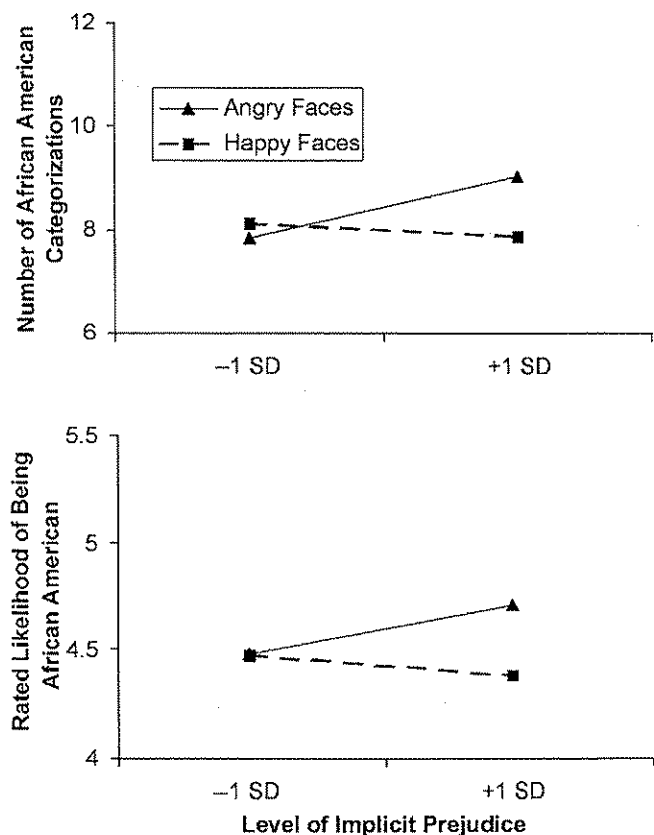 12
10
8
6
Number of African American
Categorizations
Angry Faces
Happy Faces
–1 SD
+1 SD
5.5
5
4.5
4
Rated Likelihood of Being
African American
–1 SD
+1 SD
Level of Implicit Prejudice